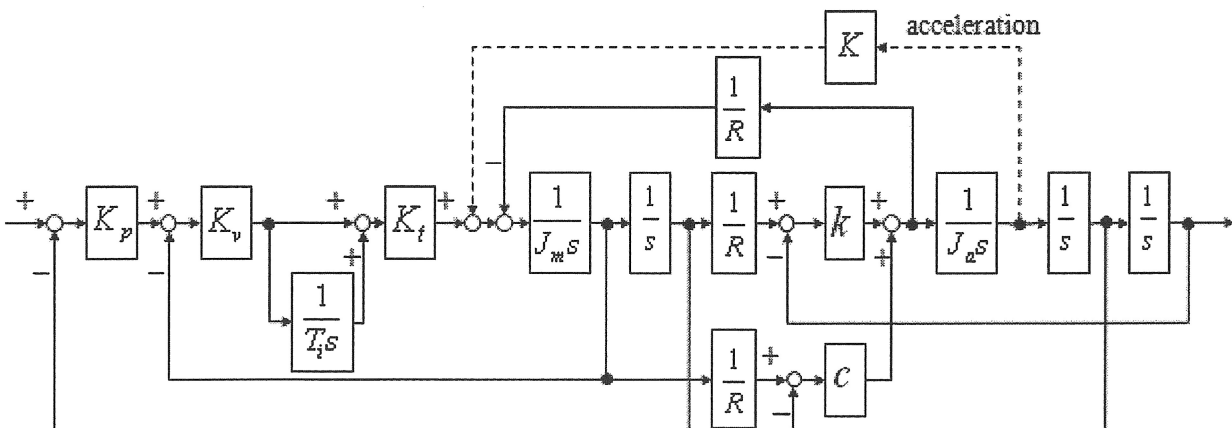 acceleration
K
1
R
+ K_p + K_v + + K_t + 1 J_m s 1 s 1 R + k + 1 J_a s 1 s 1 s
− − + − − +
1
T_i s
1 R + − c